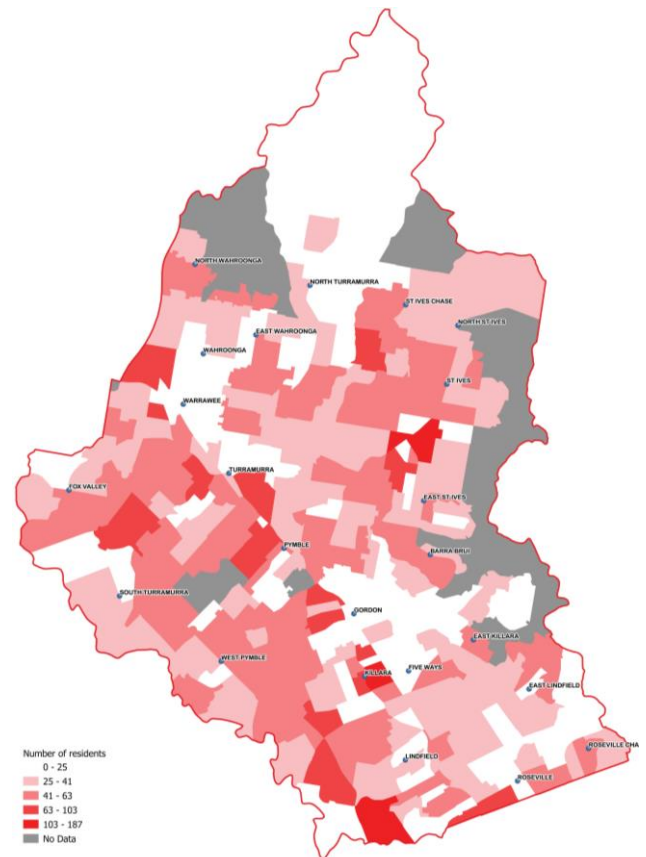 NORTH WAHROONGA
NORTH TURRAMURRA
ST IVES CHASE
NORTH ST IVES
EAST WAHROONGA
WAHROONGA
ST IVES
WARRAWEE
TURRAMURRA
FOX VALLEY
EAST ST IVES
PYMBLE
BARRA BRUI
SOUTH TURRAMURRA
GORDON
EAST KILLARA
WEST PYMBLE
KILLARA
FIVE WAYS
EAST LINDFIELD
ROSEVILLE CHA
LINDFIELD
ROSEVILLE
Number of residents
0 - 25
25 - 41
41 - 63
63 - 103
103 - 187
No Data